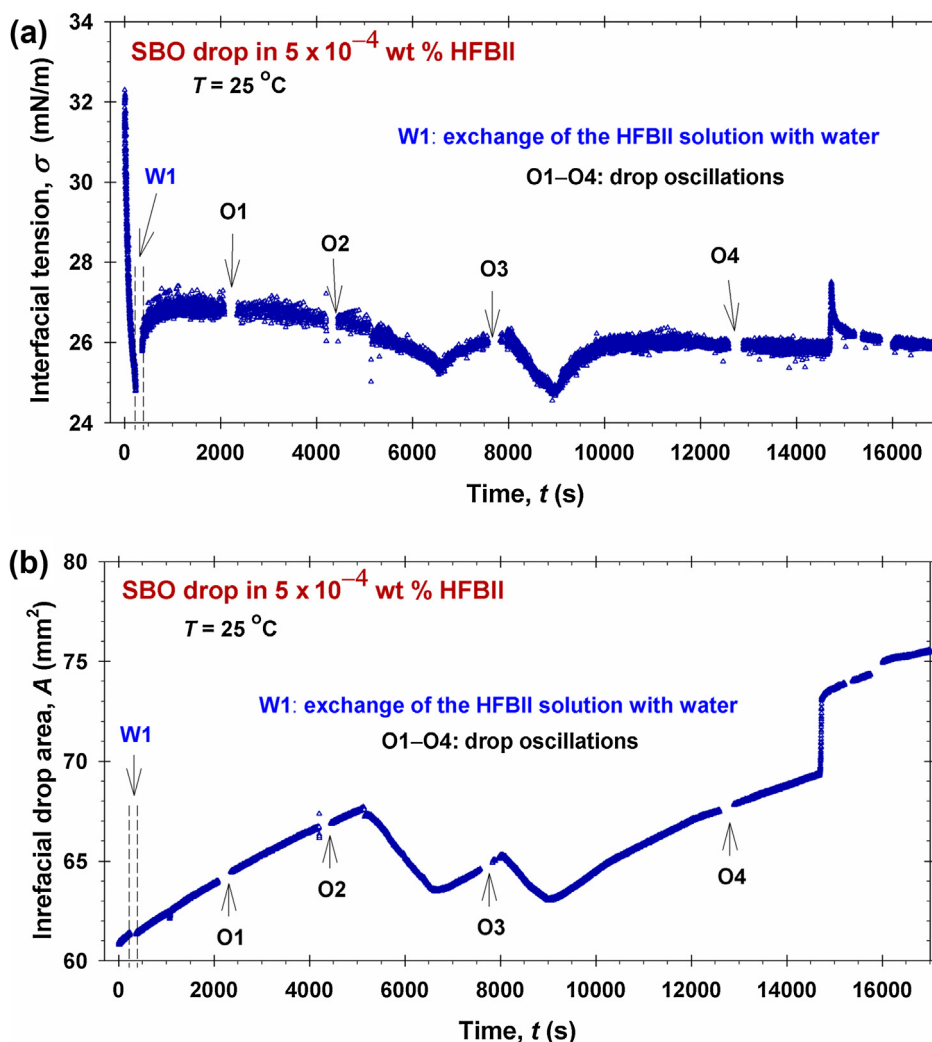 (a)
SBO drop in 5 x 10⁻⁴ wt % HFBII
T = 25 °C
W1: exchange of the HFBII solution with water
O1–O4: drop oscillations
W1
O1
O2
O3
O4
Interfacial tension, σ (mN/m)
34
32
30
28
26
24
0 2000 4000 6000 8000 10000 12000 14000 16000
Time, t (s)
(b)
SBO drop in 5 x 10⁻⁴ wt % HFBII
T = 25 °C
W1: exchange of the HFBII solution with water
O1–O4: drop oscillations
W1
O1
O2
O3
O4
Inrefacial drop area, A (mm²)
80
75
70
65
60
0 2000 4000 6000 8000 10000 12000 14000 16000
Time, t (s)